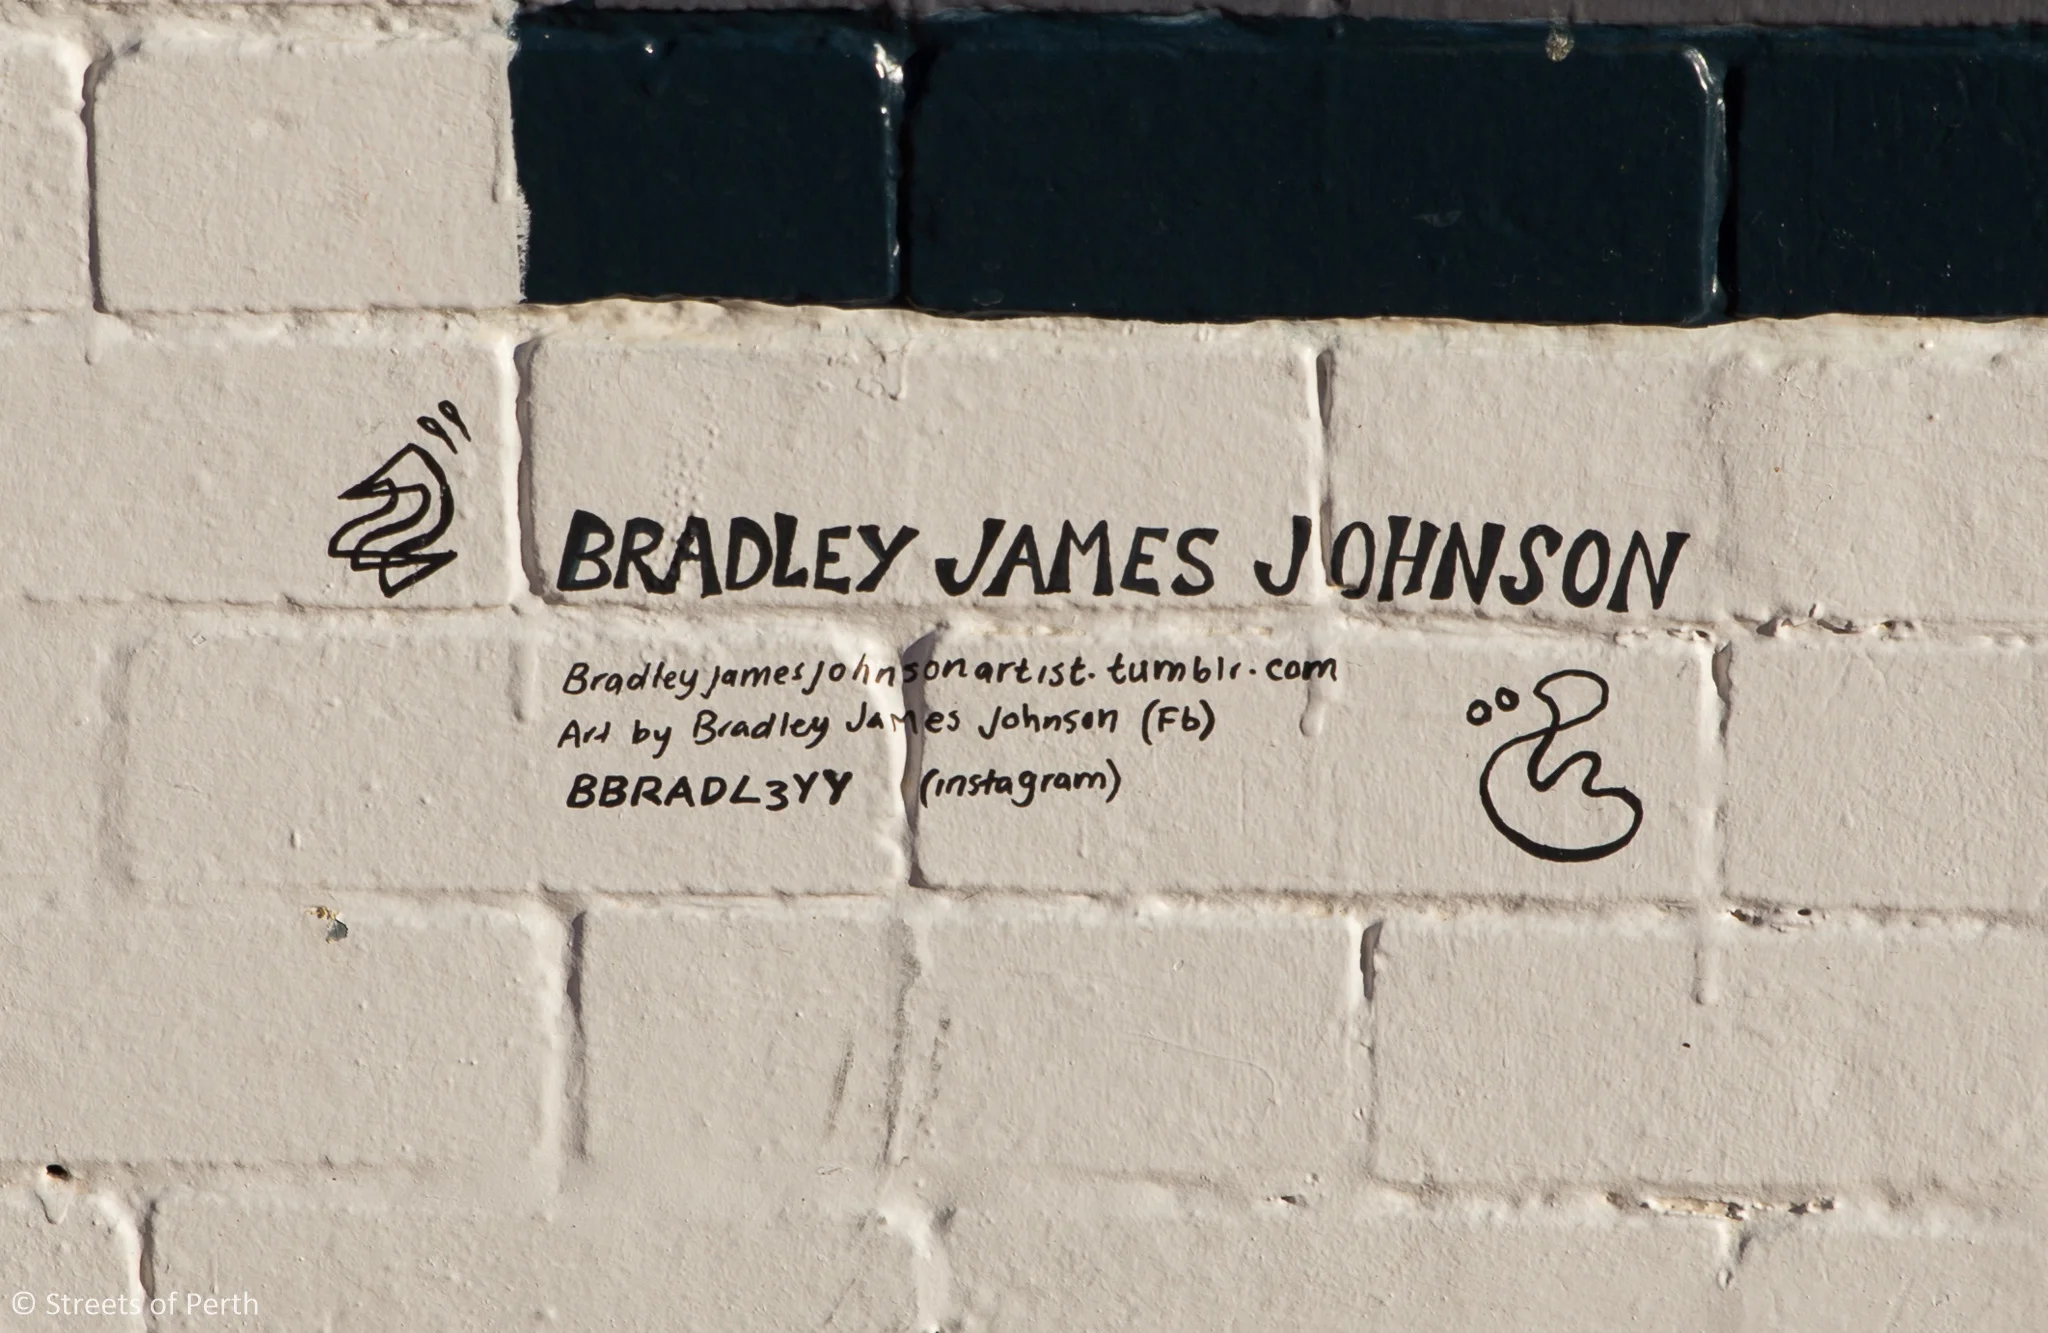 BRADLEY JAMES JOHNSON
Bradleyjamesjohnsonartist.tumblr.com
Art by Bradley James Johnson (Fb)
BBRADL3YY (instagram)
© Streets of Perth